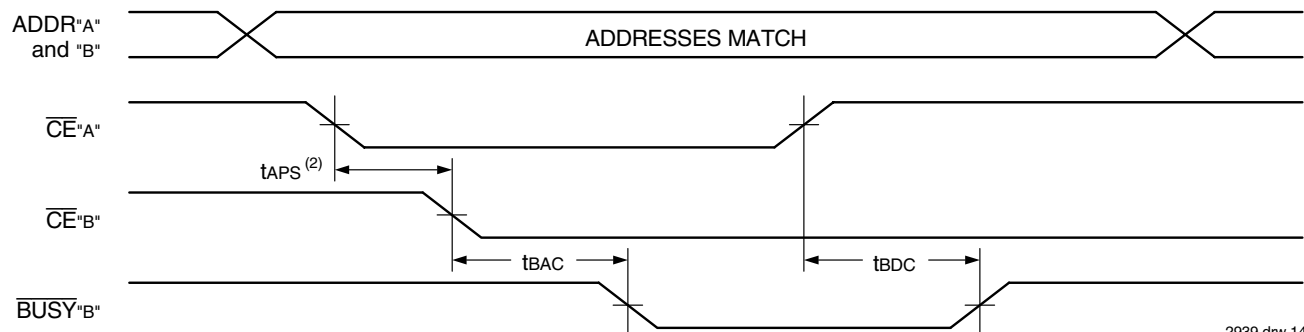 ADDR"A"
and "B"
ADDRESSES MATCH
CE"A"
tAPS (2)
CE"B"
tBAC
tBDC
BUSY"B"
2939 drw 14